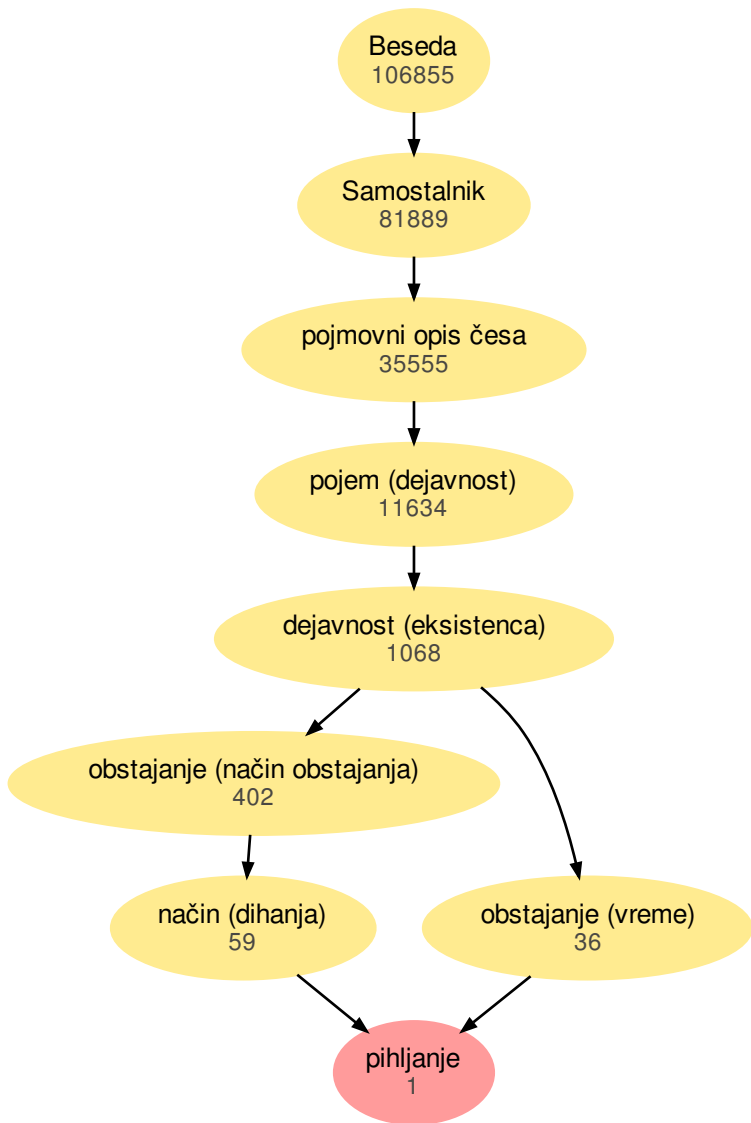 Beseda
106855
Samostalnik
81889
pojmovni opis česa
35555
pojem (dejavnost)
11634
dejavnost (eksistenca)
1068
obstajanje (način obstajanja)
402
način (dihanja)
59
obstajanje (vreme)
36
pihljanje
1